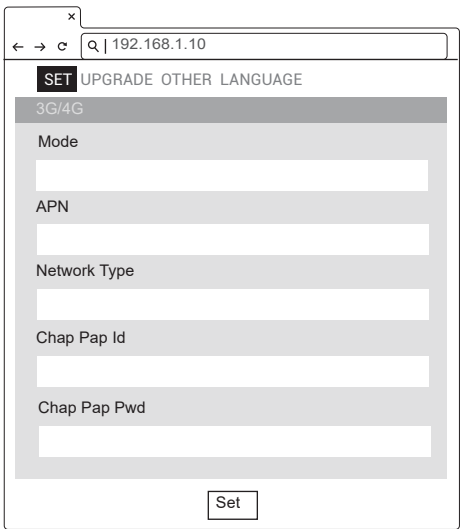 192.168.1.10
SET UPGRADE OTHER LANGUAGE
3G/4G
Mode
APN
Network Type
Chap Pap Id
Chap Pap Pwd
Set